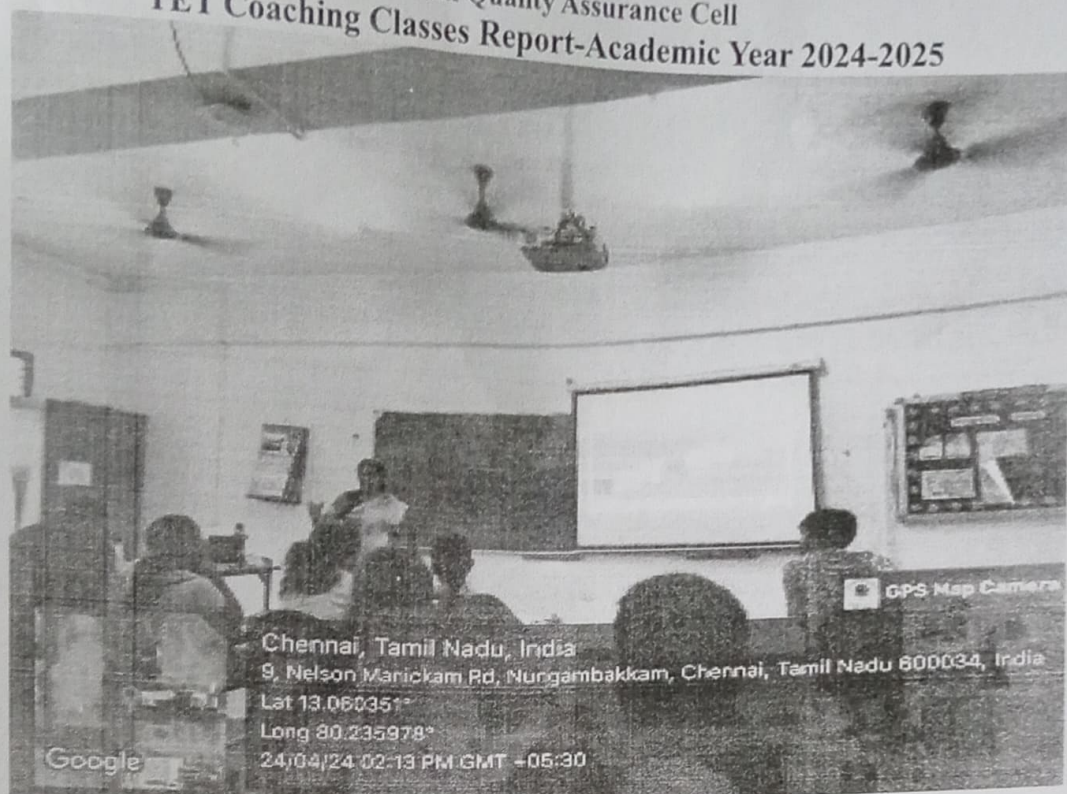 Quality Assurance Cell
TET Coaching Classes Report-Academic Year 2024-2025
GPS Map Camera
Chennai, Tamil Nadu, India
9, Nelson Manickam Rd, Nungambakkam, Chennai, Tamil Nadu 600034, India
Lat 13.060351°
Long 80.235978°
24/04/24 02:13 PM GMT +05:30
Google